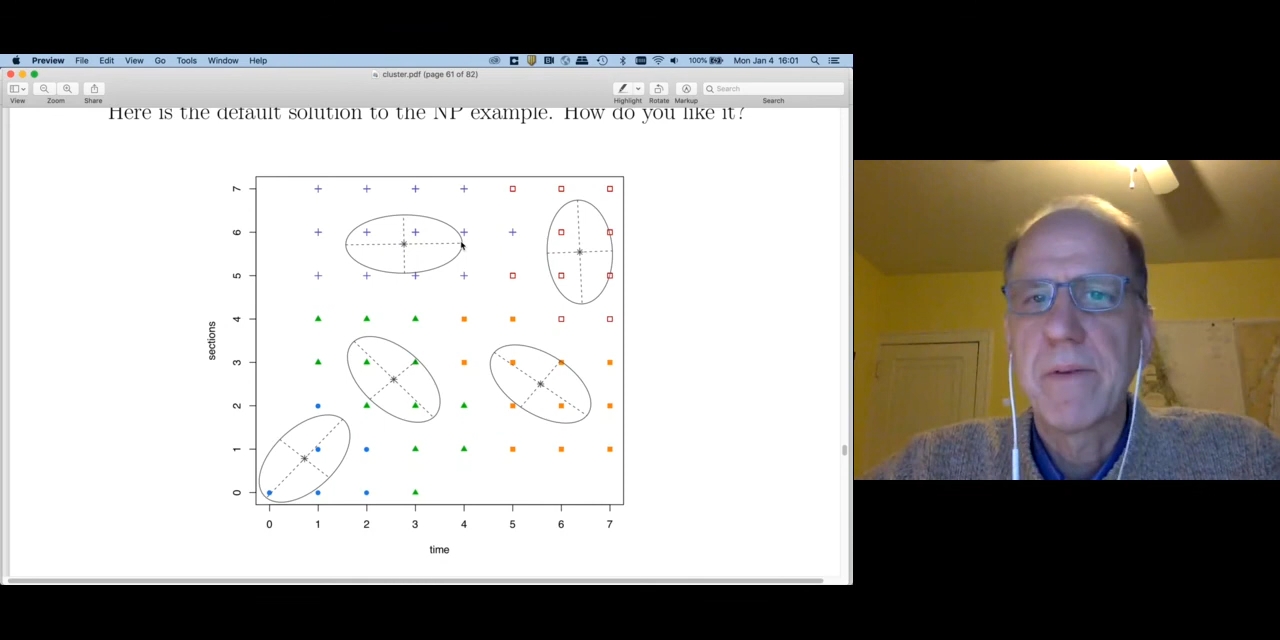 Preview File Edit View Go Tools Window Help 100% Mon Jan 4 16:01
cluster.pdf (page 61 of 82)
Search
View Zoom Share Highlight Rotate Markup Search
Here is the default solution to the NP example. How do you like it?
7
6
5
4
3
2
1
0
sections
0 1 2 3 4 5 6 7
time